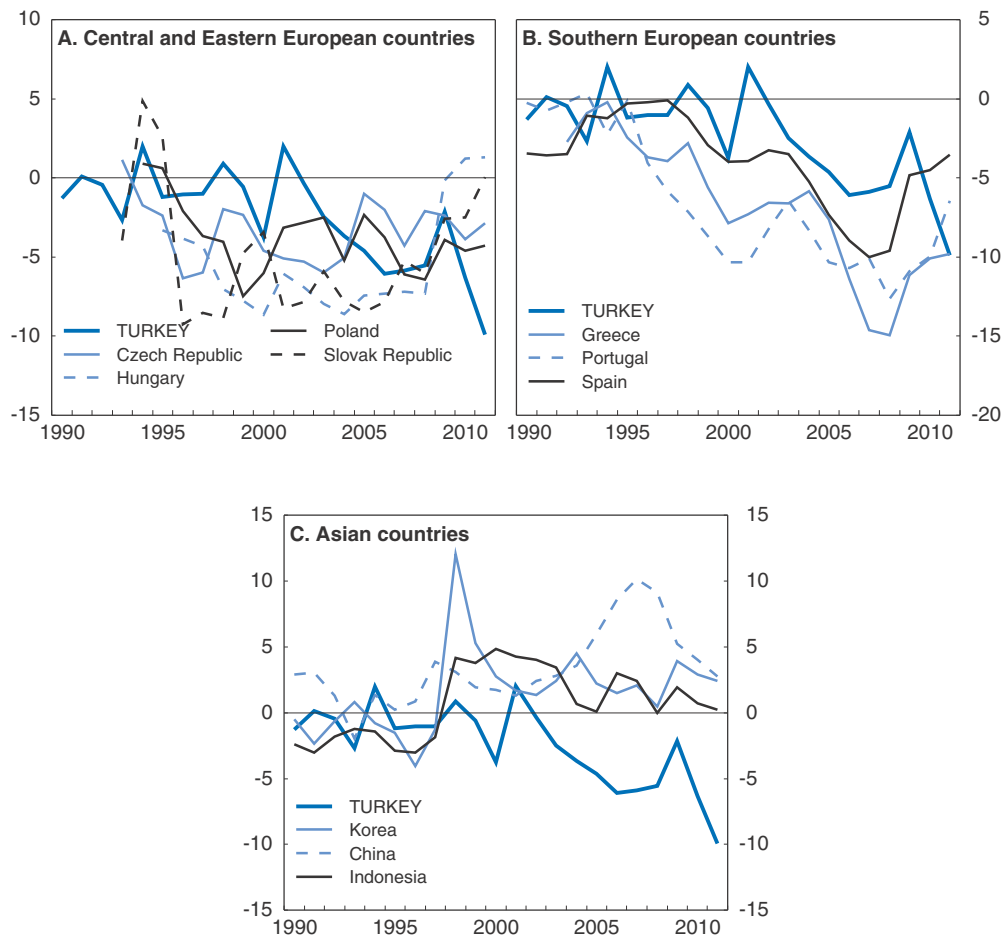 A. Central and Eastern European countries
10
5
0
-5
-10
-15
TURKEY
Czech Republic
Hungary
Poland
Slovak Republic
1990 1995 2000 2005 2010
B. Southern European countries
5
0
-5
-10
-15
-20
TURKEY
Greece
Portugal
Spain
1990 1995 2000 2005 2010
C. Asian countries
15 15
10 10
5 5
0 0
-5 -5
-10 -10
-15 -15
TURKEY
Korea
China
Indonesia
1990 1995 2000 2005 2010